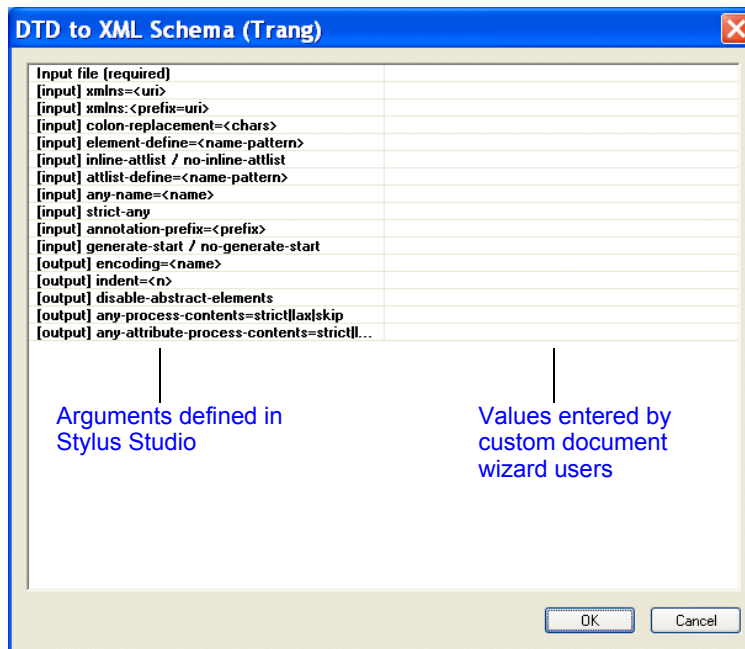 DTD to XML Schema (Trang)
Input file (required)
[input] xmlns=<uri>
[input] xmlns:<prefix=uri>
[input] colon-replacement=<chars>
[input] element-define=<name-pattern>
[input] inline-attlist / no-inline-attlist
[input] attlist-define=<name-pattern>
[input] any-name=<name>
[input] strict-any
[input] annotation-prefix=<prefix>
[input] generate-start / no-generate-start
[output] encoding=<name>
[output] indent=<n>
[output] disable-abstract-elements
[output] any-process-contents=strict|lax|skip
[output] any-attribute-process-contents=strict|l...
Arguments defined in
Stylus Studio
Values entered by
custom document
wizard users
OK
Cancel